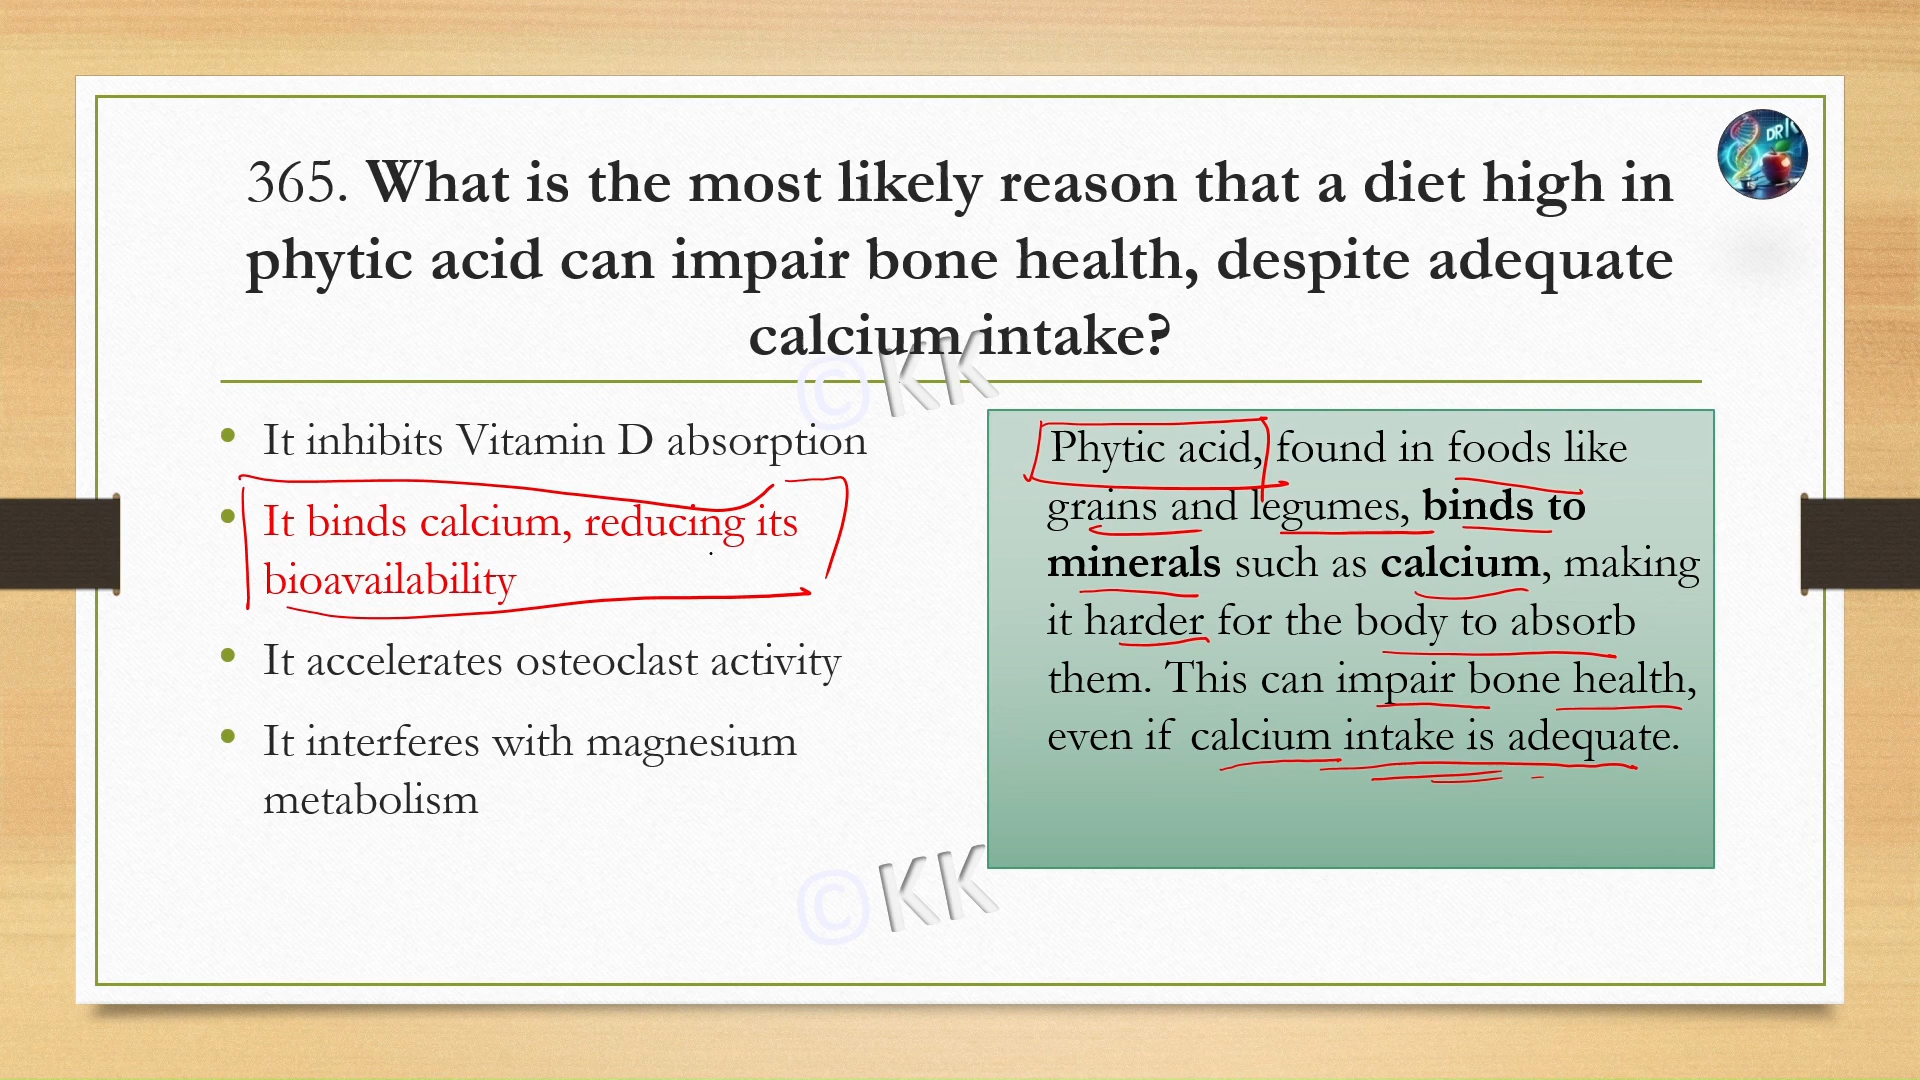 365. What is the most likely reason that a diet high in
phytic acid can impair bone health, despite adequate
calcium intake?
• It inhibits Vitamin D absorption
• It binds calcium, reducing its
bioavailability
• It accelerates osteoclast activity
• It interferes with magnesium
metabolism
Phytic acid, found in foods like
grains and legumes, binds to
minerals such as calcium, making
it harder for the body to absorb
them. This can impair bone health,
even if calcium intake is adequate.
©KK
©KK
DR